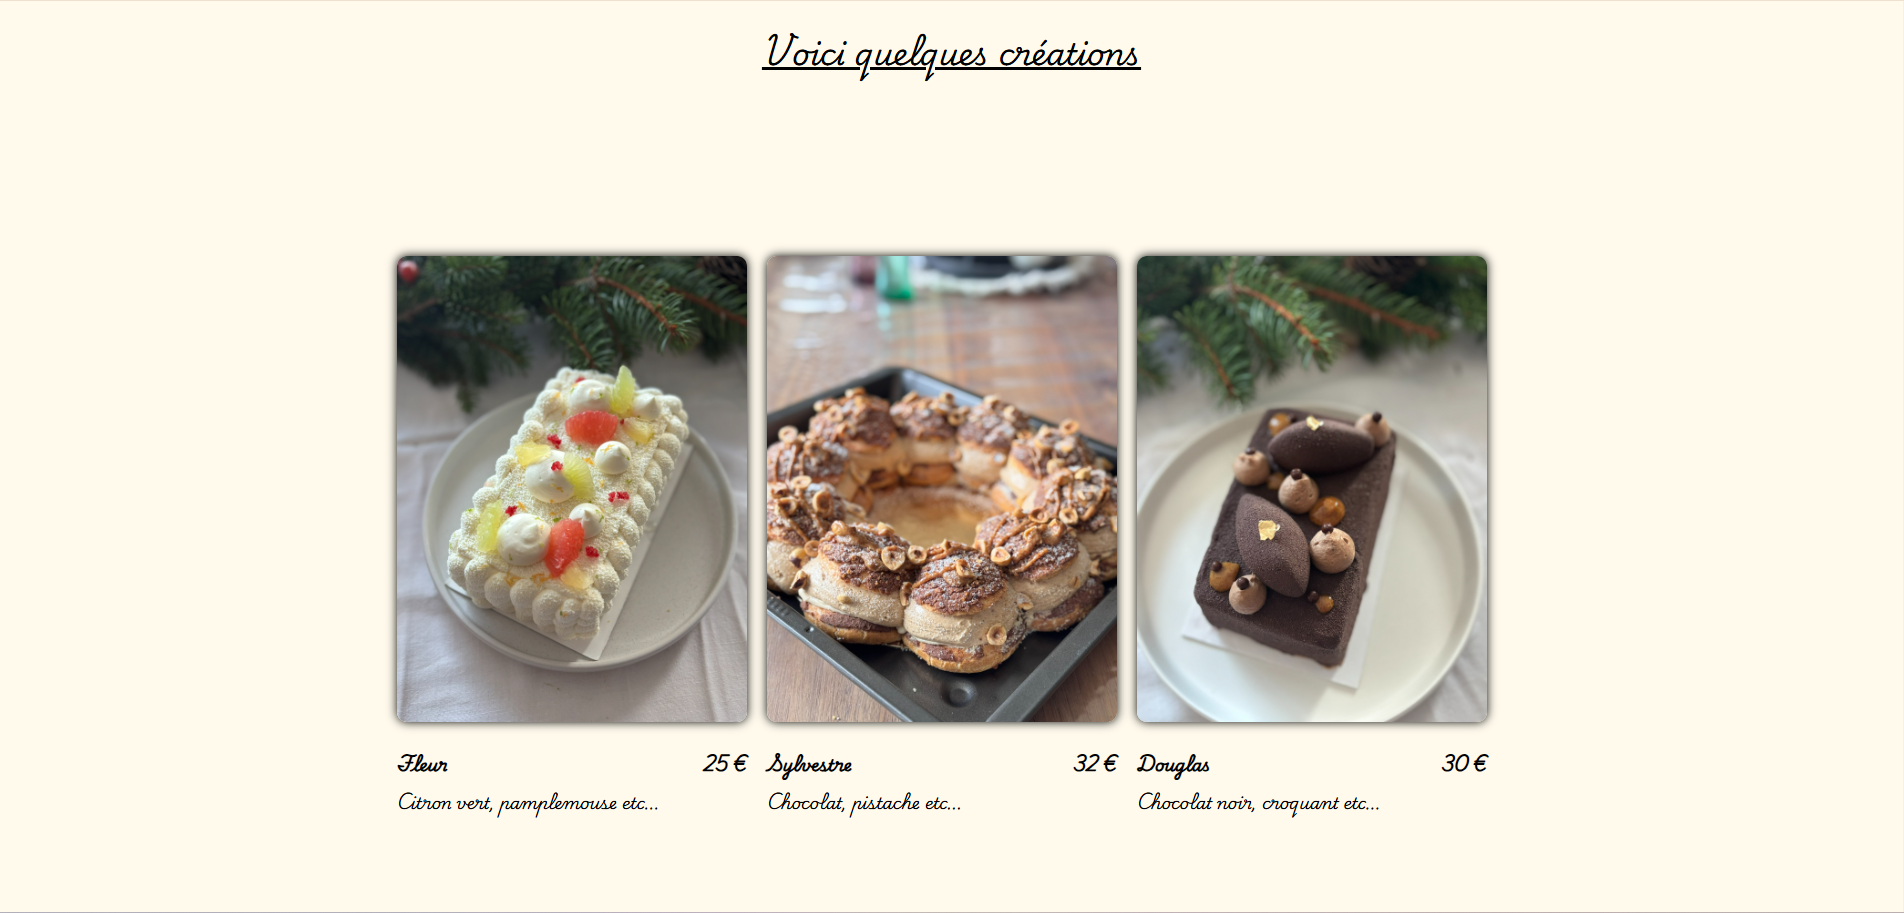 Voici quelques créations
Fleur 25 €
Citron vert, pamplemouse etc...
Sylvestre 32 €
Chocolat, pistache etc...
Douglas 30 €
Chocolat noir, croquant etc...